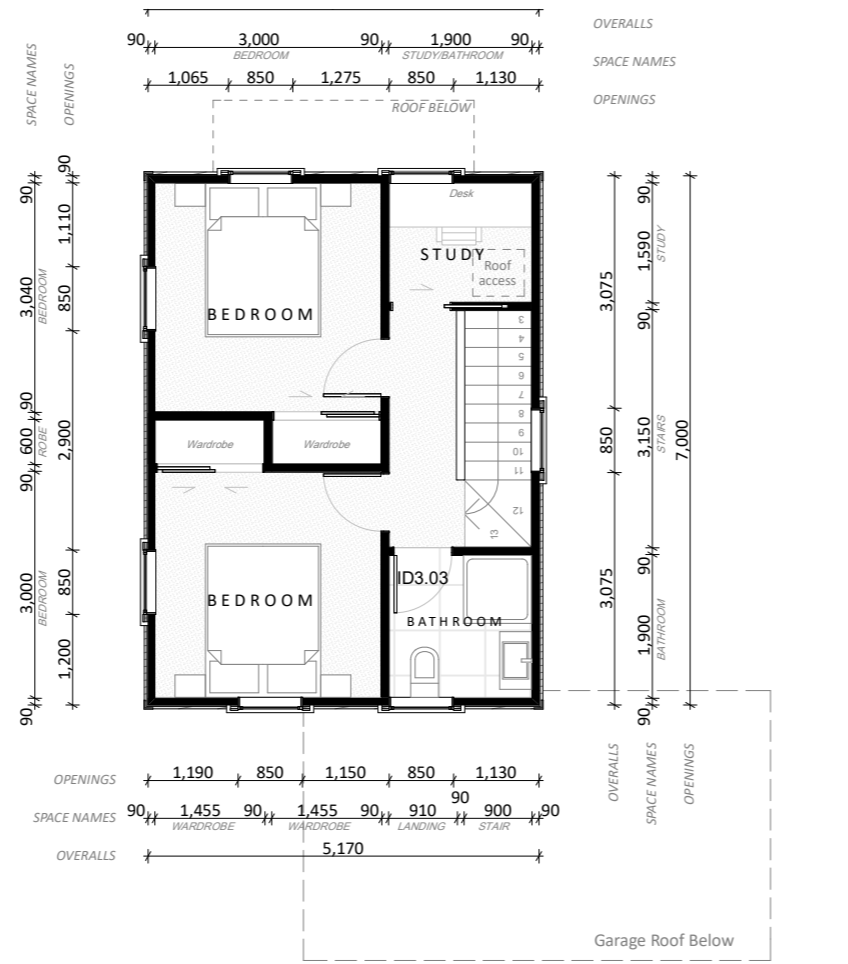 OVERALLS
90 3,000 90 1,900 90
BEDROOM STUDY/BATHROOM
SPACE NAMES
1,065 850 1,275 850 1,130
OPENINGS
SPACE NAMES
OPENINGS
ROOF BELOW
90
3,040
BEDROOM
90
600
ROBE
90
3,000
BEDROOM
90
90
1,110
850
2,900
850
1,200
Desk
STUDY
Roof
access
BEDROOM
3
4
5
6
7
8
9
10
11
12
13
Wardrobe
Wardrobe
BEDROOM
ID3.03
BATHROOM
3,075
850
3,075
90
1,590
STUDY
90
3,150
STAIRS
90
1,900
BATHROOM
90
7,000
OVERALLS
SPACE NAMES
OPENINGS
OPENINGS 1,190 850 1,150 850 1,130
SPACE NAMES 90 1,455 90 1,455 90 910 90 900 90
WARDROBE WARDROBE LANDING STAIR
OVERALLS 5,170
Garage Roof Below